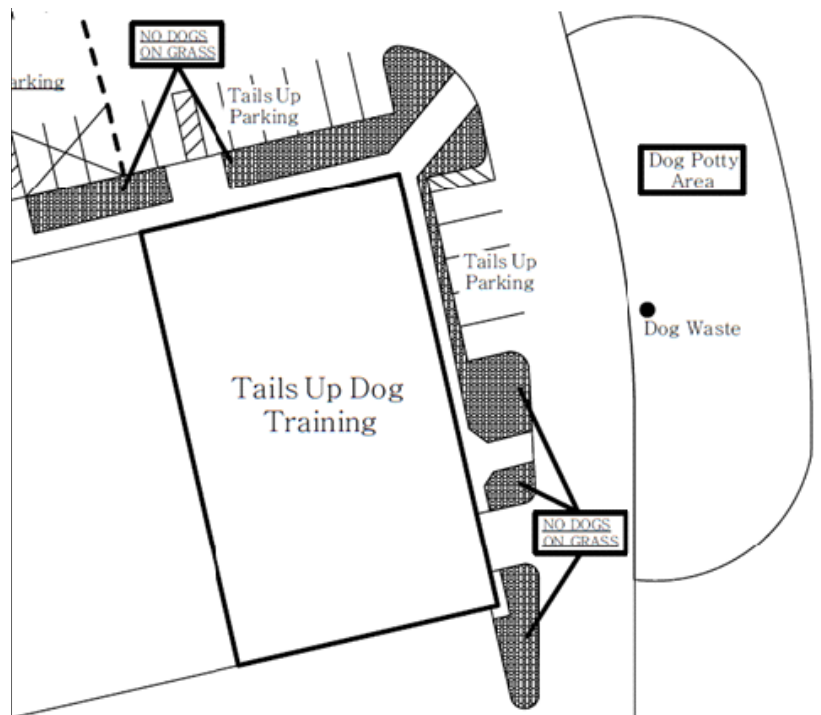 NO DOGS
ON GRASS
arking
Tails Up
Parking
Dog Potty
Area
Tails Up
Parking
Dog Waste
Tails Up Dog
Training
NO DOGS
ON GRASS